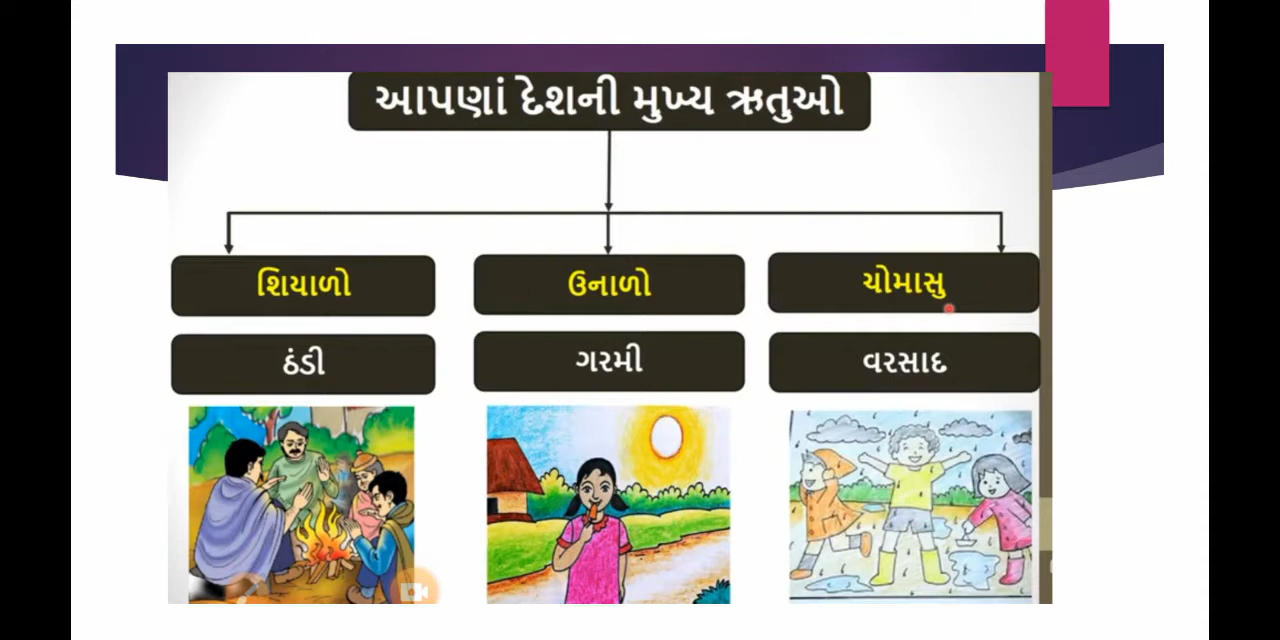 આપણાં દેશની મુખ્ય ઋતુઓ
શિયાળો
ઉનાળો
ચોમાસુ
ઠંડી
ગરમી
વરસાદ